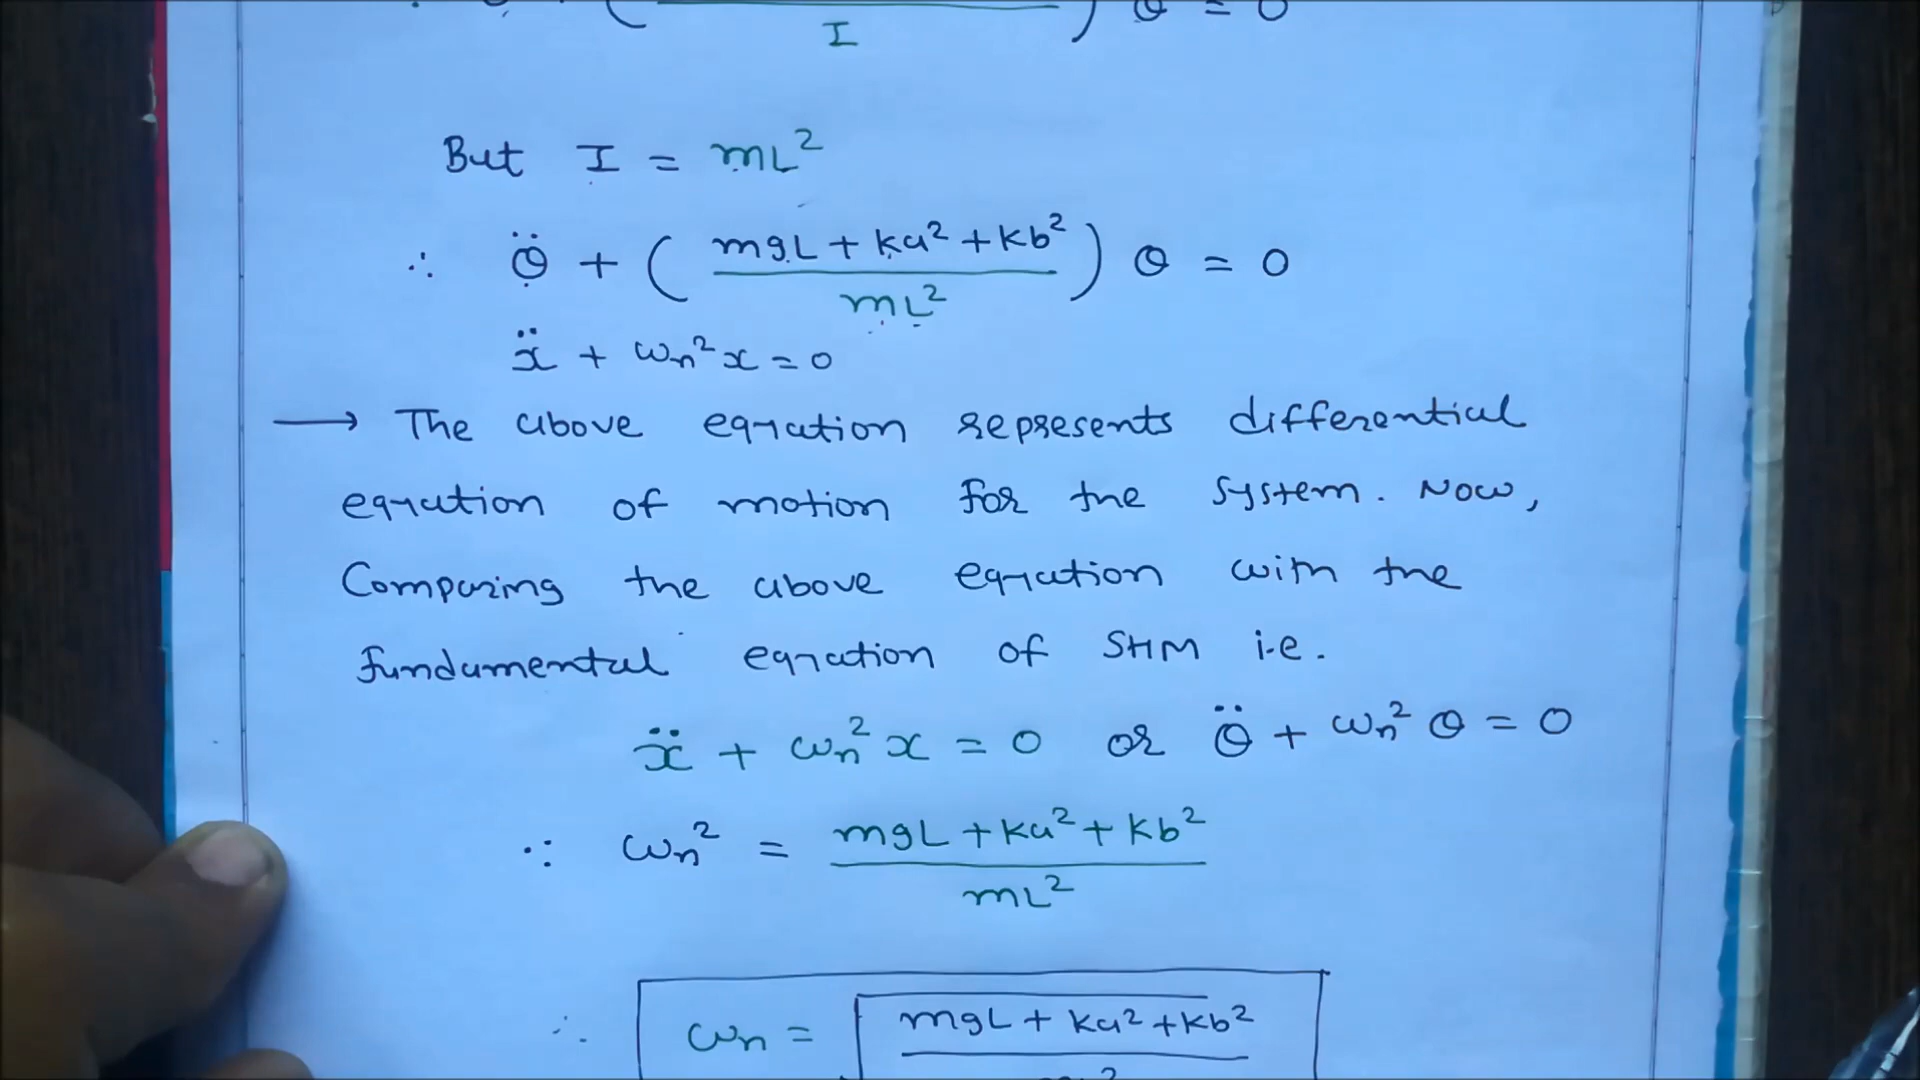 I ) θ = 0
But I = mL²
∴ θ̈ + ( mgL + ka² + kb² / mL² ) θ = 0
ẍ + ωn² x = 0
→ The above equation represents differential
equation of motion for the system. Now,
Comparing the above equation with the
fundamental equation of SHM i.e.
ẍ + ωn² x = 0 or θ̈ + ωn² θ = 0
∵ ωn² = mgL + ka² + kb² / mL²
∴ ωn = √ mgL + ka² + kb²